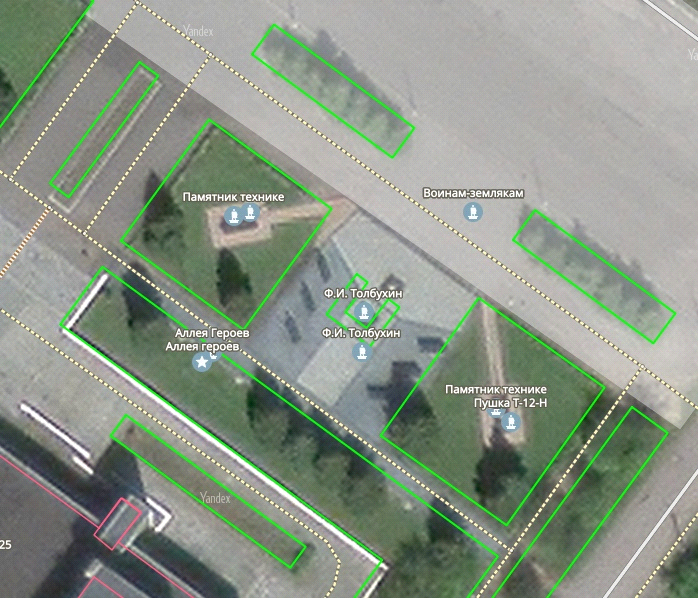 Yandex
Памятник технике
Воинам-землякам
Ф.И. Толбухин
Ф.И. Толбухин
Аллея Героев
Аллея героев
Памятник технике
Пушка Т-12-Н
Yandex
25